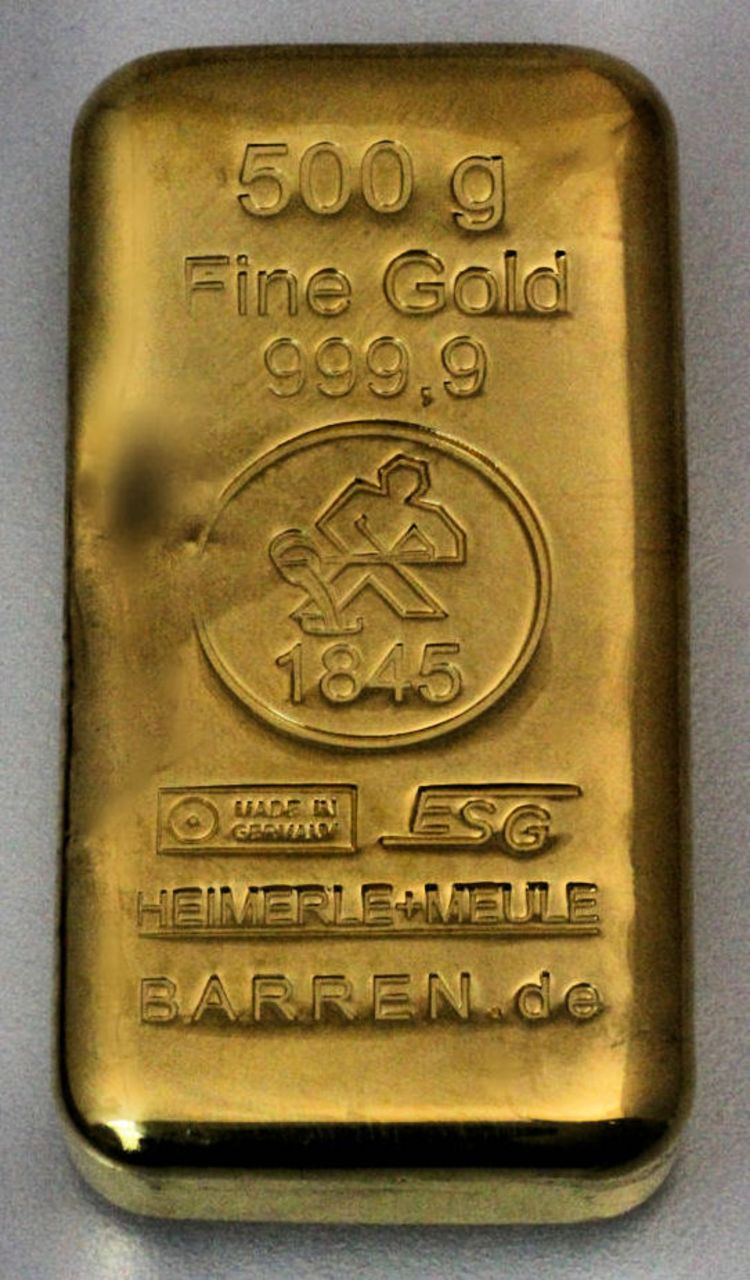 500 g
Fine Gold
999,9
1845
MADE IN
GERMANY
ESG
HEIMERLE+MEULE
BARREN.de